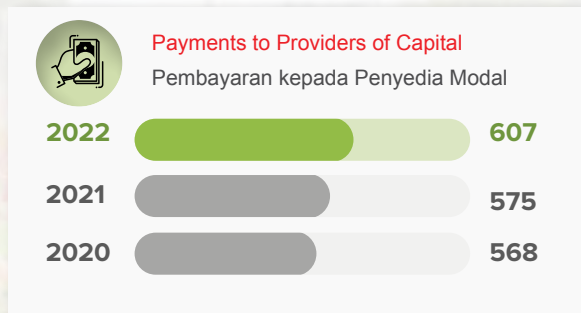 Payments to Providers of Capital
Pembayaran kepada Penyedia Modal
2022 607
2021 575
2020 568